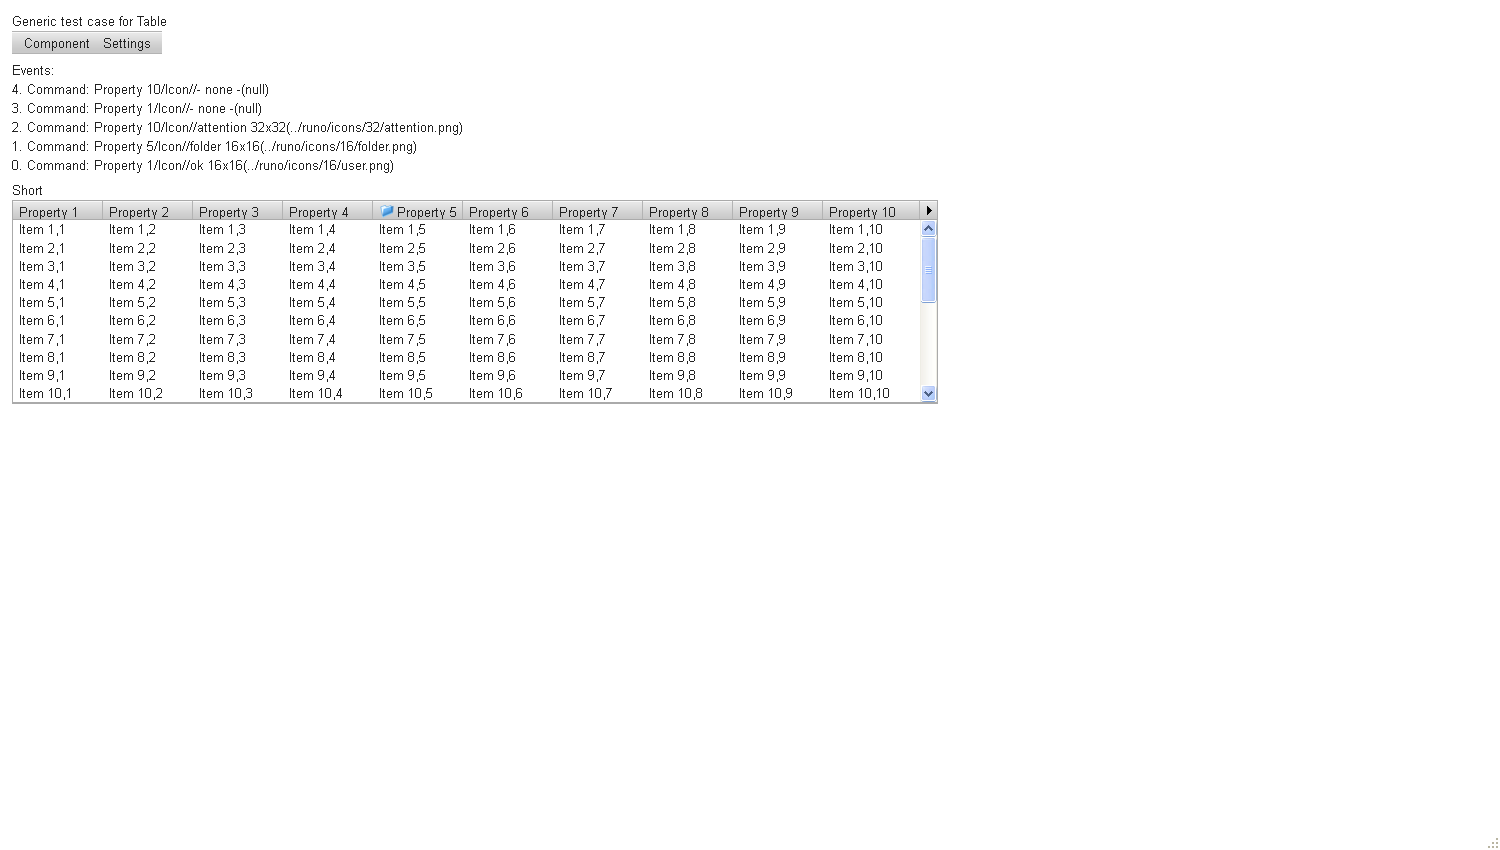 Generic test case for Table
Component Settings
Events:
4. Command: Property 10/Icon//- none -(null)
3. Command: Property 1/Icon//- none -(null)
2. Command: Property 10/Icon//attention 32x32(../runo/icons/32/attention.png)
1. Command: Property 5/Icon//folder 16x16(../runo/icons/16/folder.png)
0. Command: Property 1/Icon//ok 16x16(../runo/icons/16/user.png)
Short
Property 1 Property 2 Property 3 Property 4 Property 5 Property 6 Property 7 Property 8 Property 9 Property 10
Item 1,1 Item 1,2 Item 1,3 Item 1,4 Item 1,5 Item 1,6 Item 1,7 Item 1,8 Item 1,9 Item 1,10
Item 2,1 Item 2,2 Item 2,3 Item 2,4 Item 2,5 Item 2,6 Item 2,7 Item 2,8 Item 2,9 Item 2,10
Item 3,1 Item 3,2 Item 3,3 Item 3,4 Item 3,5 Item 3,6 Item 3,7 Item 3,8 Item 3,9 Item 3,10
Item 4,1 Item 4,2 Item 4,3 Item 4,4 Item 4,5 Item 4,6 Item 4,7 Item 4,8 Item 4,9 Item 4,10
Item 5,1 Item 5,2 Item 5,3 Item 5,4 Item 5,5 Item 5,6 Item 5,7 Item 5,8 Item 5,9 Item 5,10
Item 6,1 Item 6,2 Item 6,3 Item 6,4 Item 6,5 Item 6,6 Item 6,7 Item 6,8 Item 6,9 Item 6,10
Item 7,1 Item 7,2 Item 7,3 Item 7,4 Item 7,5 Item 7,6 Item 7,7 Item 7,8 Item 7,9 Item 7,10
Item 8,1 Item 8,2 Item 8,3 Item 8,4 Item 8,5 Item 8,6 Item 8,7 Item 8,8 Item 8,9 Item 8,10
Item 9,1 Item 9,2 Item 9,3 Item 9,4 Item 9,5 Item 9,6 Item 9,7 Item 9,8 Item 9,9 Item 9,10
Item 10,1 Item 10,2 Item 10,3 Item 10,4 Item 10,5 Item 10,6 Item 10,7 Item 10,8 Item 10,9 Item 10,10